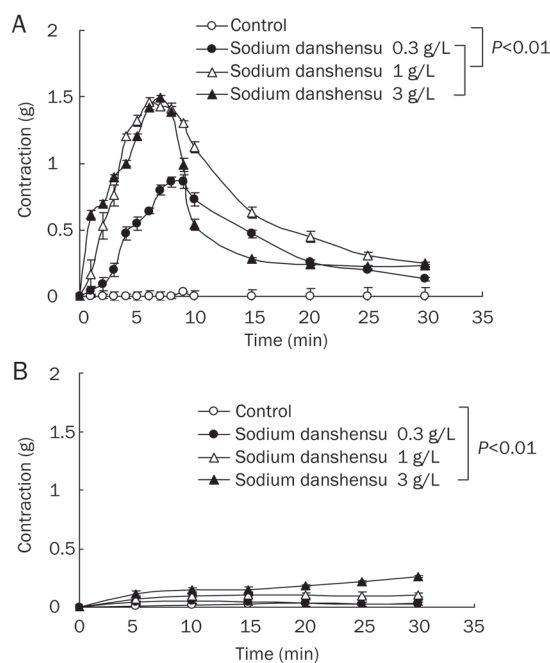 A
Control
Sodium danshensu 0.3 g/L
Sodium danshensu 1 g/L
Sodium danshensu 3 g/L
P<0.01
Contraction (g)
2
1.5
1
0.5
0
0 5 10 15 20 25 30 35
Time (min)
B
Control
Sodium danshensu 0.3 g/L
Sodium danshensu 1 g/L
Sodium danshensu 3 g/L
P<0.01
Contraction (g)
2
1.5
1
0.5
0
0 5 10 15 20 25 30 35
Time (min)